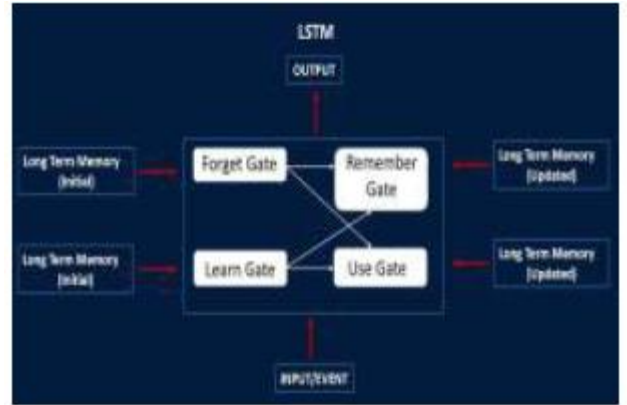 LSTM
OUTPUT
Long Term Memory
(Initial)
Forget Gate
Remember
Gate
Long Term Memory
(Updated)
Long Term Memory
(Initial)
Learn Gate
Use Gate
Long Term Memory
(Updated)
INPUT/EVENT